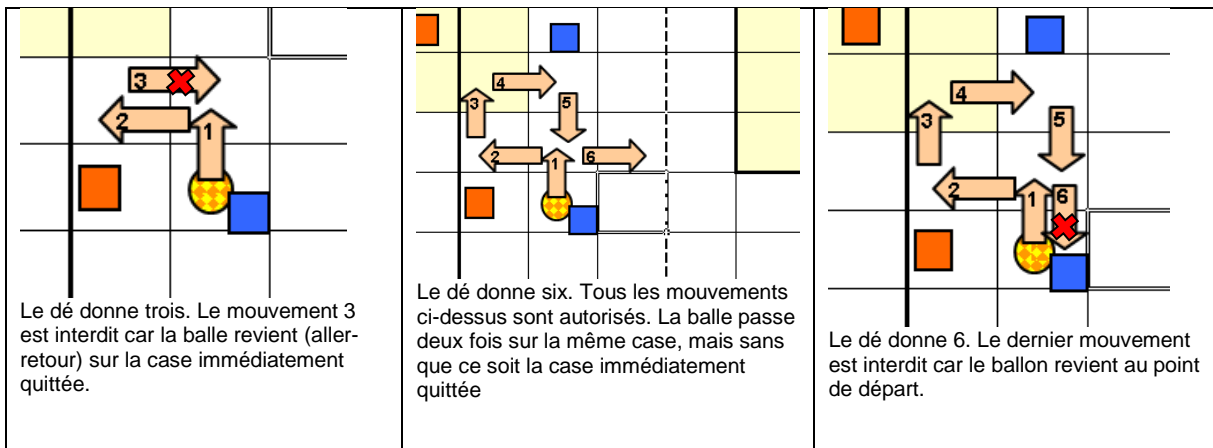 3
2
1
Le dé donne trois. Le mouvement 3
est interdit car la balle revient (aller-
retour) sur la case immédiatement
quittée.
4
3
5
2
1
6
Le dé donne six. Tous les mouvements
ci-dessus sont autorisés. La balle passe
deux fois sur la même case, mais sans
que ce soit la case immédiatement
quittée
4
3
5
2
1
6
Le dé donne 6. Le dernier mouvement
est interdit car le ballon revient au point
de départ.